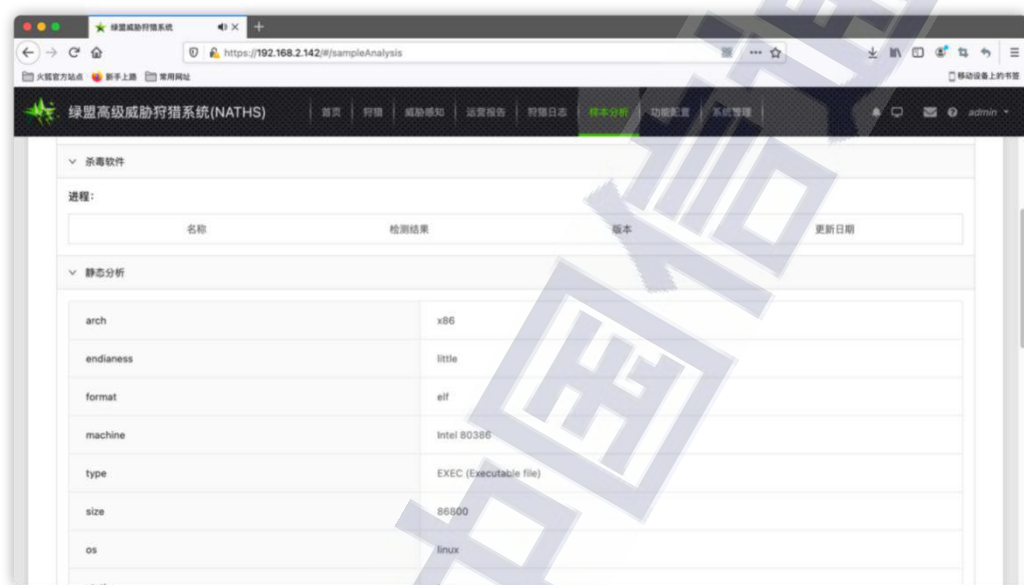 绿盟威胁狩猎系统
https://192.168.2.142/#/sampleAnalysis
火狐官方站点 新手上路 常用网址 移动设备上的书签
绿盟高级威胁狩猎系统(NATHS) 首页 狩猎 威胁感知 运营报告 狩猎日志 样本分析 功能配置 系统管理 admin
杀毒软件
进程:
名称 检测结果 版本 更新日期
静态分析
arch x86
endianess little
format elf
machine Intel 80386
type EXEC (Executable file)
size 86800
os linux
中国信